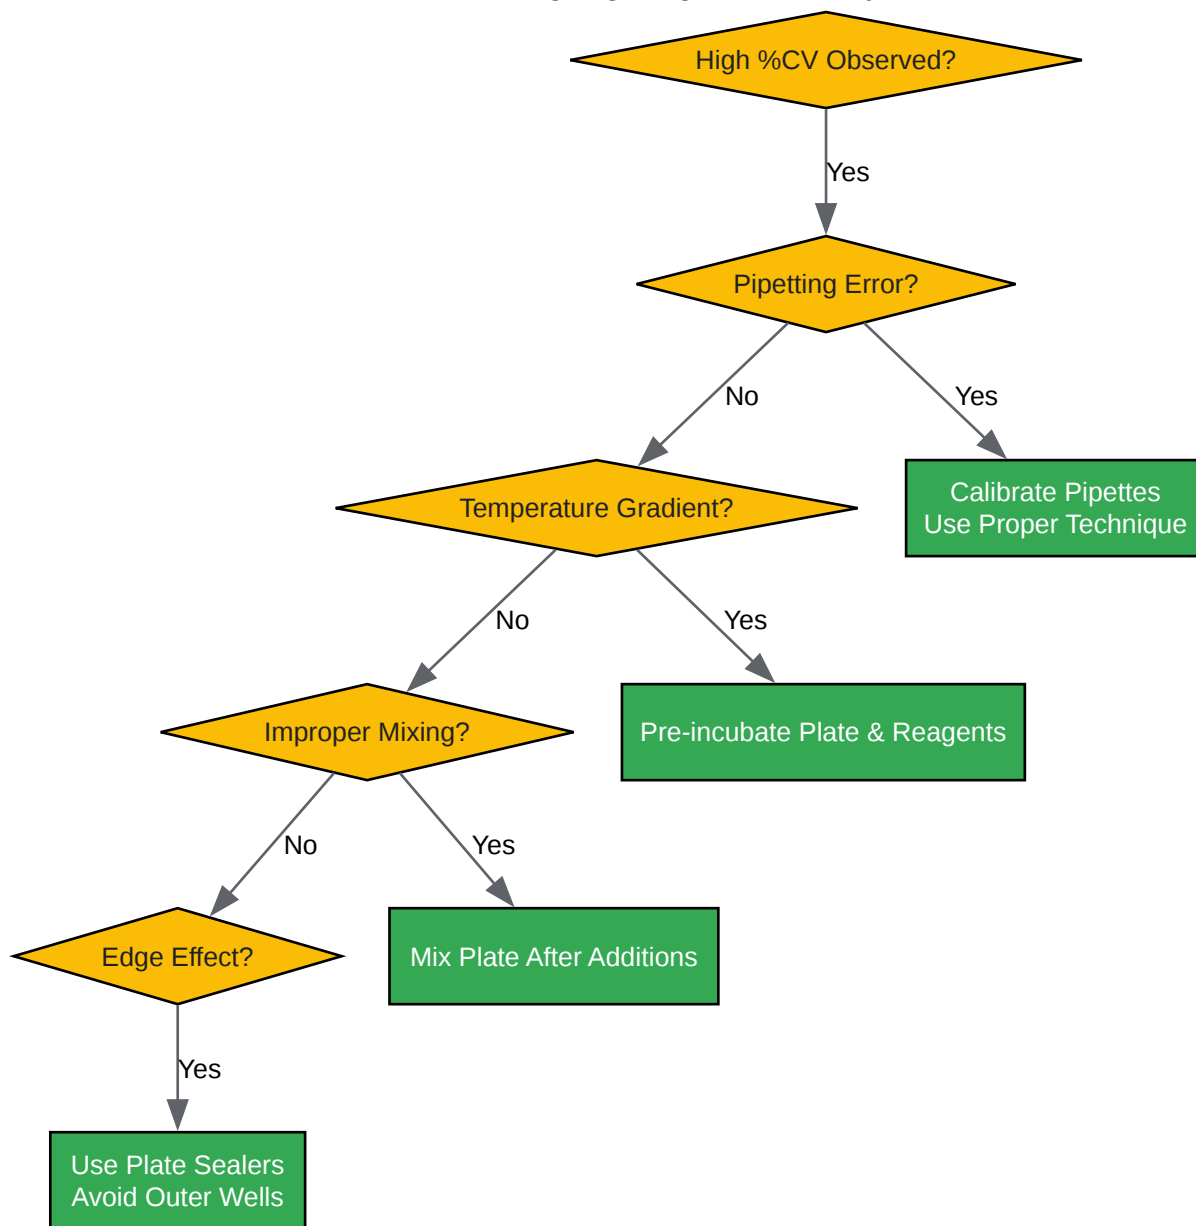 High %CV Observed?
Yes
Pipetting Error?
No
Yes
Temperature Gradient?
Calibrate Pipettes
Use Proper Technique
No
Yes
Improper Mixing?
Pre-incubate Plate & Reagents
No
Yes
Edge Effect?
Mix Plate After Additions
Yes
Use Plate Sealers
Avoid Outer Wells